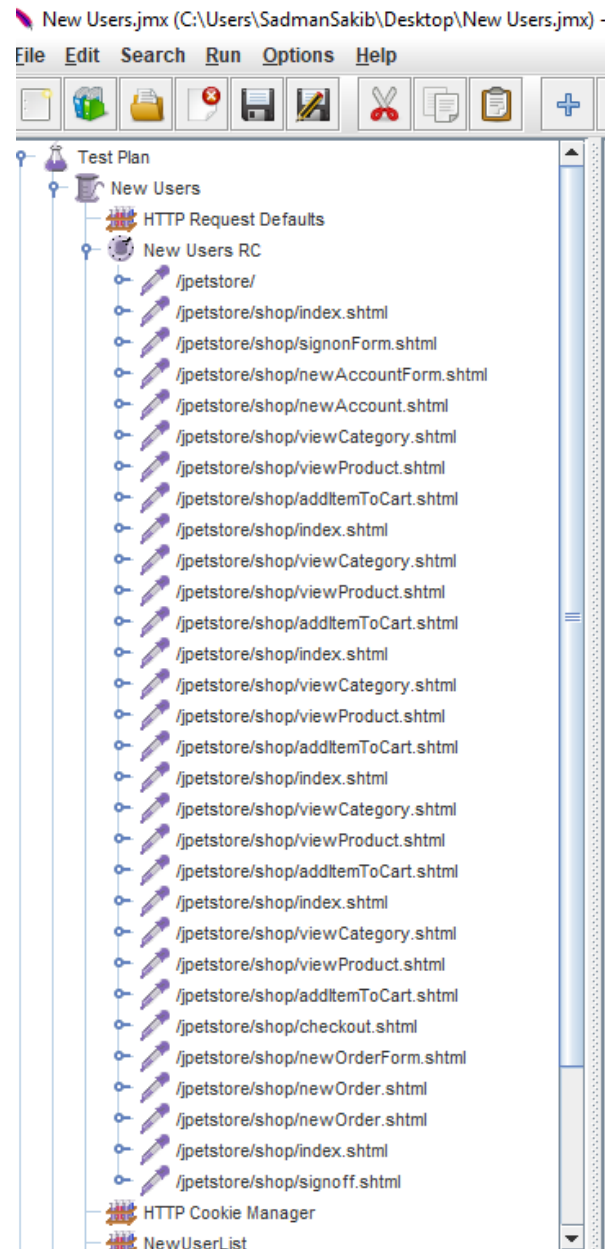 New Users.jmx (C:\Users\SadmanSakib\Desktop\New Users.jmx) -
File Edit Search Run Options Help
Test Plan
New Users
HTTP Request Defaults
New Users RC
/jpetstore/
/jpetstore/shop/index.shtml
/jpetstore/shop/signonForm.shtml
/jpetstore/shop/newAccountForm.shtml
/jpetstore/shop/newAccount.shtml
/jpetstore/shop/viewCategory.shtml
/jpetstore/shop/viewProduct.shtml
/jpetstore/shop/addItemToCart.shtml
/jpetstore/shop/index.shtml
/jpetstore/shop/viewCategory.shtml
/jpetstore/shop/viewProduct.shtml
/jpetstore/shop/addItemToCart.shtml
/jpetstore/shop/index.shtml
/jpetstore/shop/viewCategory.shtml
/jpetstore/shop/viewProduct.shtml
/jpetstore/shop/addItemToCart.shtml
/jpetstore/shop/index.shtml
/jpetstore/shop/viewCategory.shtml
/jpetstore/shop/viewProduct.shtml
/jpetstore/shop/addItemToCart.shtml
/jpetstore/shop/index.shtml
/jpetstore/shop/viewCategory.shtml
/jpetstore/shop/viewProduct.shtml
/jpetstore/shop/addItemToCart.shtml
/jpetstore/shop/checkout.shtml
/jpetstore/shop/newOrderForm.shtml
/jpetstore/shop/newOrder.shtml
/jpetstore/shop/newOrder.shtml
/jpetstore/shop/index.shtml
/jpetstore/shop/signoff.shtml
HTTP Cookie Manager
NewUserList